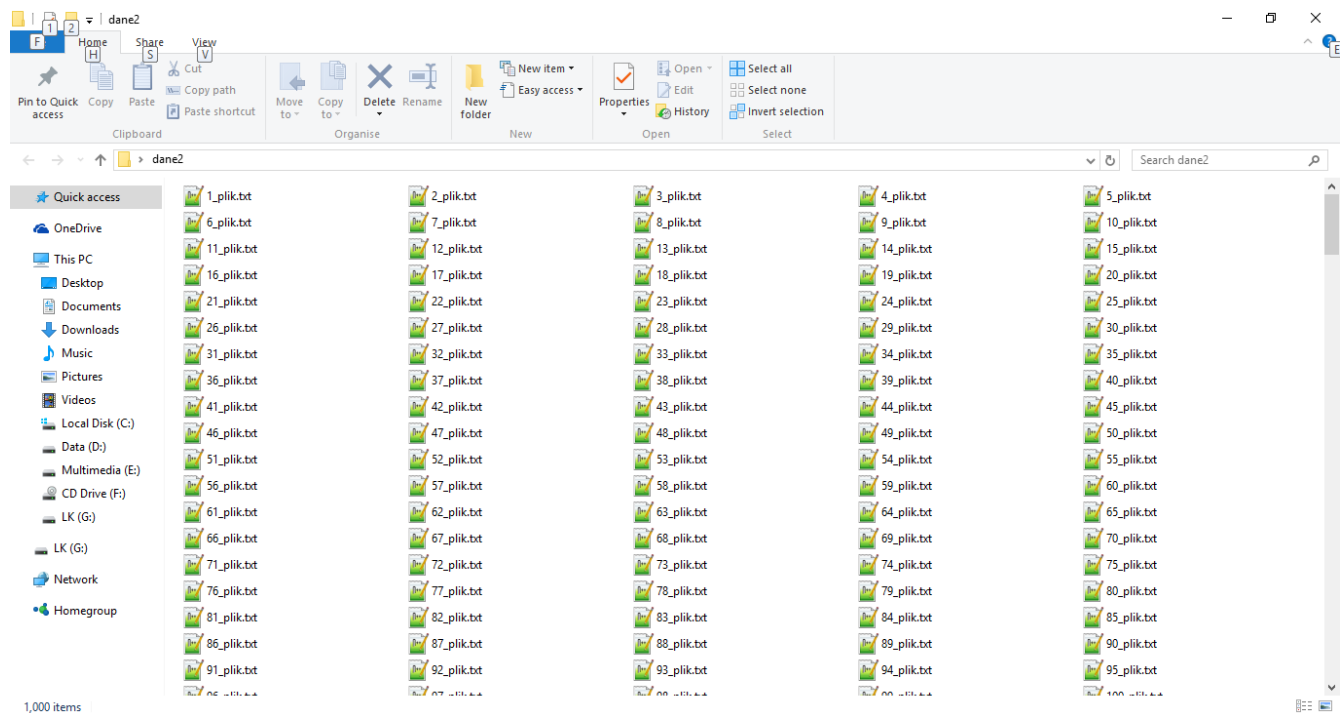 1 2 dane2
F Home Share View E
H S V
Cut
Copy path
Paste shortcut
Pin to Quick access
Copy
Paste
Clipboard
Move to
Copy to
Delete
Rename
Organise
New folder
New item
Easy access
New
Properties
Open
Edit
History
Open
Select all
Select none
Invert selection
Select
dane2
Search dane2
Quick access
OneDrive
This PC
Desktop
Documents
Downloads
Music
Pictures
Videos
Local Disk (C:)
Data (D:)
Multimedia (E:)
CD Drive (F:)
LK (G:)
LK (G:)
Network
Homegroup
1_plik.txt 2_plik.txt 3_plik.txt 4_plik.txt 5_plik.txt
6_plik.txt 7_plik.txt 8_plik.txt 9_plik.txt 10_plik.txt
11_plik.txt 12_plik.txt 13_plik.txt 14_plik.txt 15_plik.txt
16_plik.txt 17_plik.txt 18_plik.txt 19_plik.txt 20_plik.txt
21_plik.txt 22_plik.txt 23_plik.txt 24_plik.txt 25_plik.txt
26_plik.txt 27_plik.txt 28_plik.txt 29_plik.txt 30_plik.txt
31_plik.txt 32_plik.txt 33_plik.txt 34_plik.txt 35_plik.txt
36_plik.txt 37_plik.txt 38_plik.txt 39_plik.txt 40_plik.txt
41_plik.txt 42_plik.txt 43_plik.txt 44_plik.txt 45_plik.txt
46_plik.txt 47_plik.txt 48_plik.txt 49_plik.txt 50_plik.txt
51_plik.txt 52_plik.txt 53_plik.txt 54_plik.txt 55_plik.txt
56_plik.txt 57_plik.txt 58_plik.txt 59_plik.txt 60_plik.txt
61_plik.txt 62_plik.txt 63_plik.txt 64_plik.txt 65_plik.txt
66_plik.txt 67_plik.txt 68_plik.txt 69_plik.txt 70_plik.txt
71_plik.txt 72_plik.txt 73_plik.txt 74_plik.txt 75_plik.txt
76_plik.txt 77_plik.txt 78_plik.txt 79_plik.txt 80_plik.txt
81_plik.txt 82_plik.txt 83_plik.txt 84_plik.txt 85_plik.txt
86_plik.txt 87_plik.txt 88_plik.txt 89_plik.txt 90_plik.txt
91_plik.txt 92_plik.txt 93_plik.txt 94_plik.txt 95_plik.txt
1,000 items